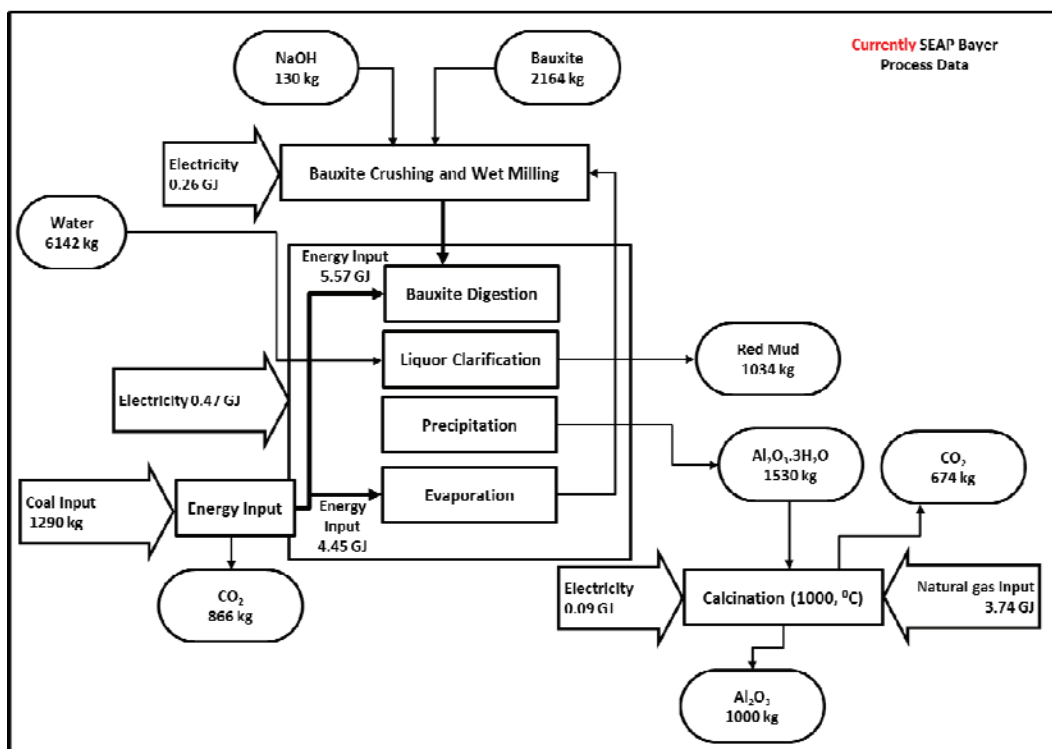 Currently SEAP Bayer
Process Data
NaOH
130 kg
Bauxite
2164 kg
Electricity
0.26 GJ
Bauxite Crushing and Wet Milling
Water
6142 kg
Energy Input
5.57 GJ
Bauxite Digestion
Liquor Clarification
Red Mud
1034 kg
Electricity 0.47 GJ
Precipitation
Al₂O₃.3H₂O
1530 kg
CO₂
674 kg
Coal Input
1290 kg
Energy Input
Evaporation
Energy
Input
4.45 GJ
CO₂
866 kg
Electricity
0.09 GJ
Calcination (1000, ⁰C)
Natural gas Input
3.74 GJ
Al₂O₃
1000 kg